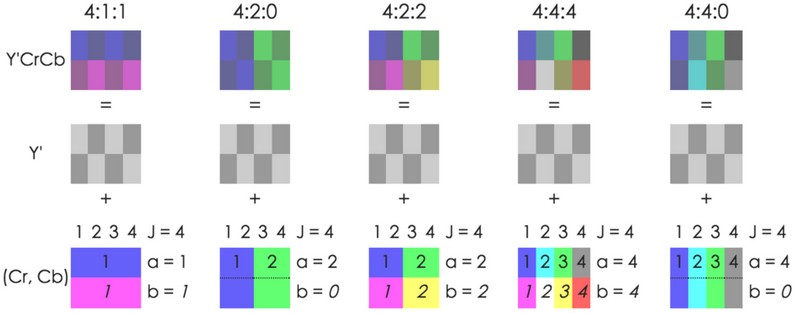 4:1:1 4:2:0 4:2:2 4:4:4 4:4:0
Y'CrCb
= = = = =
Y'
+ + + + +
1 2 3 4 J = 4 1 2 3 4 J = 4 1 2 3 4 J = 4 1 2 3 4 J = 4 1 2 3 4 J = 4
1 a = 1 1 2 a = 2 1 2 a = 2 1 2 3 4 a = 4 1 2 3 4 a = 4
(Cr, Cb)
1 b = 1 b = 0 1 2 b = 2 1 2 3 4 b = 4 b = 0